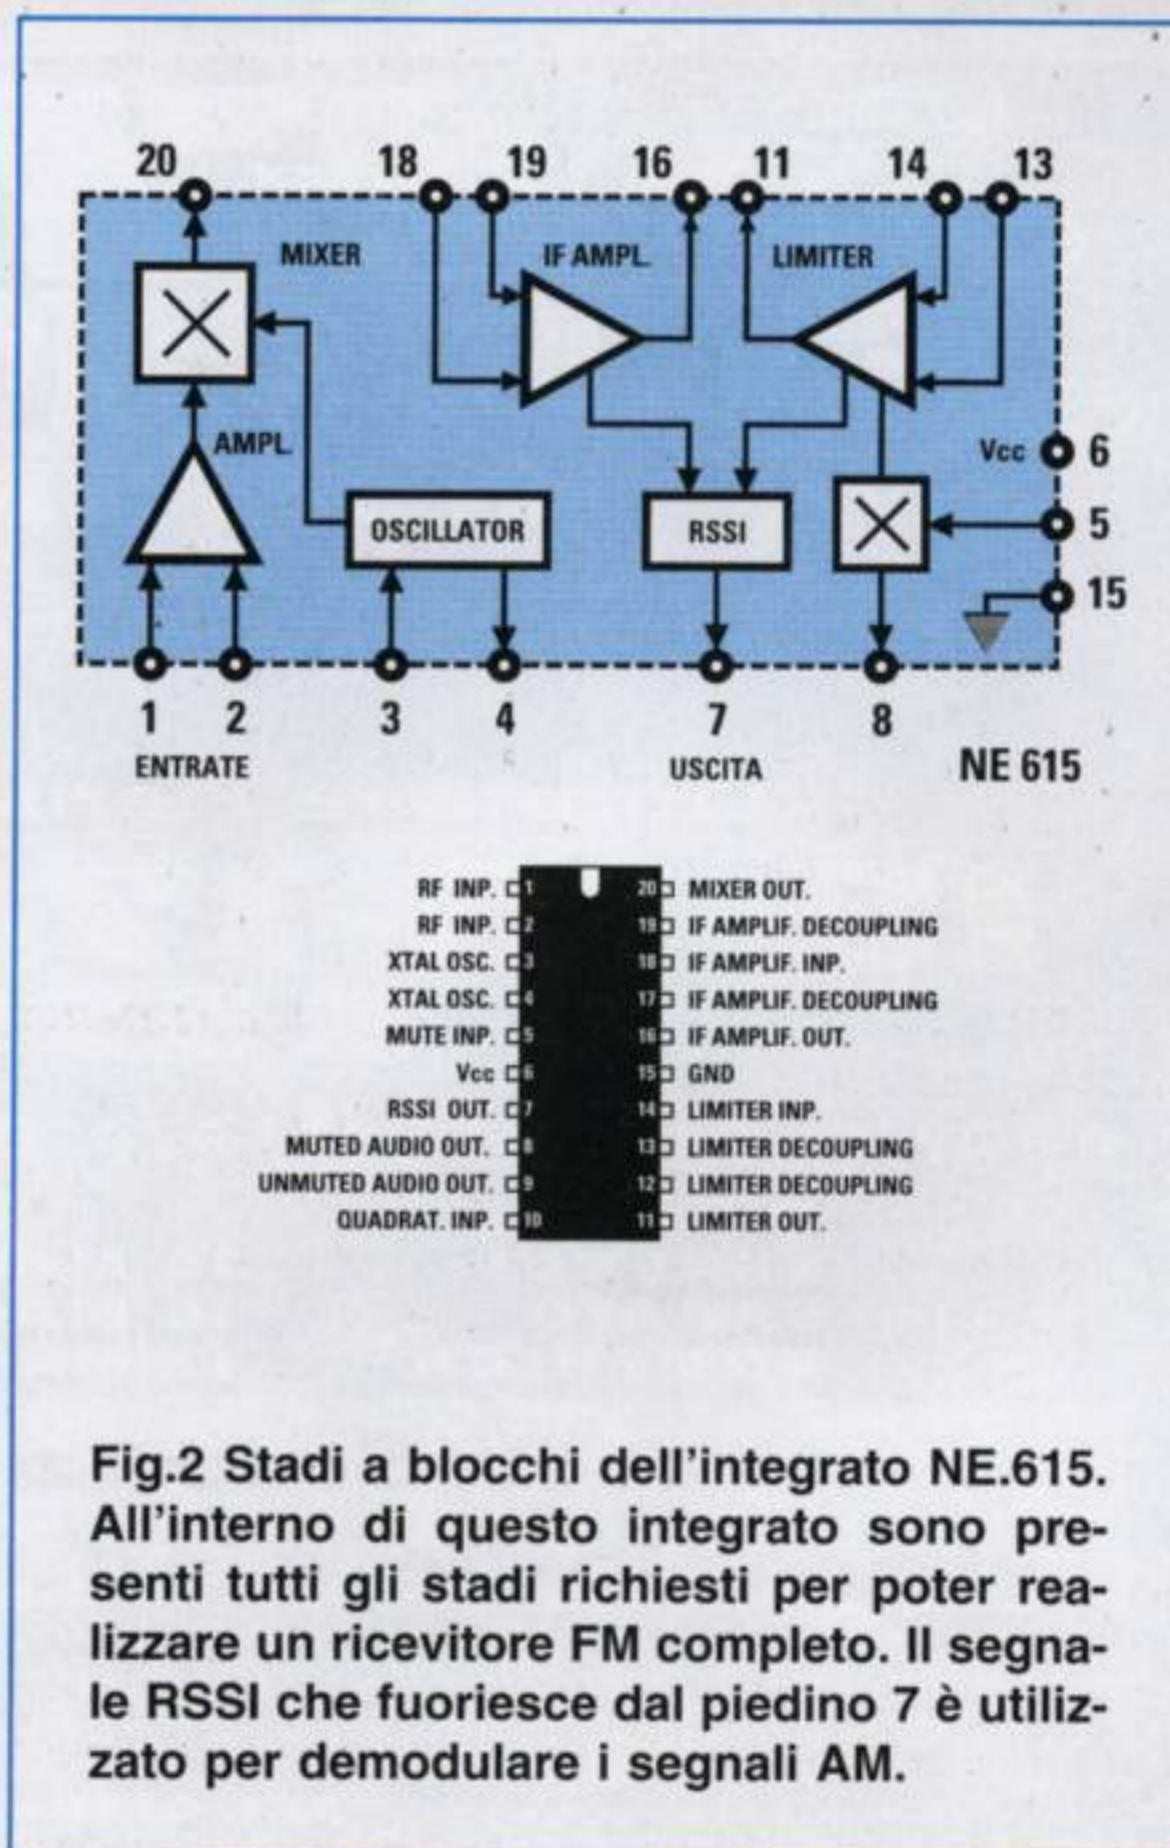 20 18 19 16 11 14 13
MIXER IF AMPL. LIMITER
AMPL.
Vcc 6
OSCILLATOR RSSI 5
15
1 2 3 4 7 8
ENTRATE USCITA NE 615
RF INP. 1 20 MIXER OUT.
RF INP. 2 19 IF AMPLIF. DECOUPLING
XTAL OSC. 3 18 IF AMPLIF. INP.
XTAL OSC. 4 17 IF AMPLIF. DECOUPLING
MUTE INP. 5 16 IF AMPLIF. OUT.
Vcc 6 15 GND
RSSI OUT. 7 14 LIMITER INP.
MUTED AUDIO OUT. 8 13 LIMITER DECOUPLING
UNMUTED AUDIO OUT. 9 12 LIMITER DECOUPLING
QUADRAT. INP. 10 11 LIMITER OUT.
Fig.2 Stadi a blocchi dell'integrato NE.615.
All'interno di questo integrato sono pre-
senti tutti gli stadi richiesti per poter rea-
lizzare un ricevitore FM completo. Il segna-
le RSSI che fuoriesce dal piedino 7 è utiliz-
zato per demodulare i segnali AM.